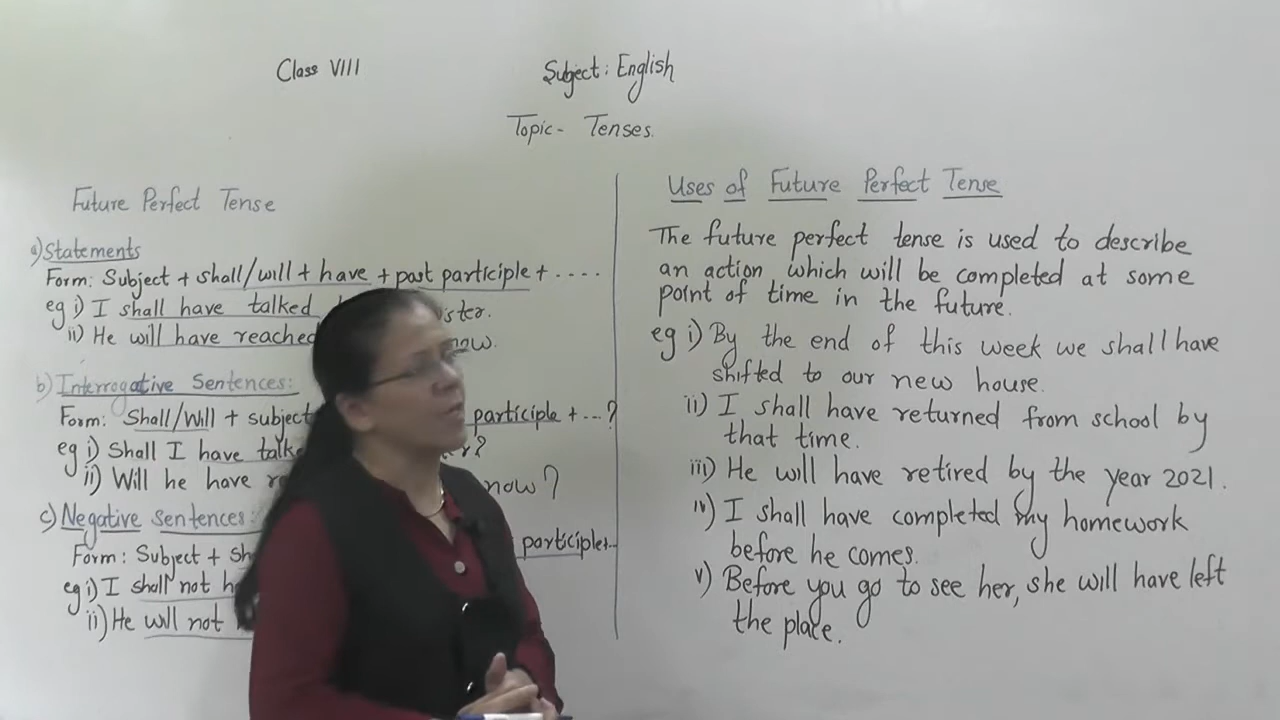 Class VIII
Subject: English
Topic- Tenses.
Future Perfect Tense
a) Statements
Form: Subject + shall/will + have + past participle + ....
eg i) I shall have talked
ii) He will have reached now.
b) Interrogative Sentences:
Form: Shall/Will + subject participle + ...?
eg i) Shall I have
ii) Will he have now?
c) Negative Sentences:
Form: Subject + participle+..
eg i) I shall not
ii) He will not
Uses of Future Perfect Tense
The future perfect tense is used to describe
an action, which will be completed at some
point of time in the future.
eg i) By the end of this week we shall have
shifted to our new house.
ii) I shall have returned from school by
that time.
iii) He will have retired by the year 2021.
iv) I shall have completed my homework
before he comes.
v) Before you go to see her, she will have left
the place.